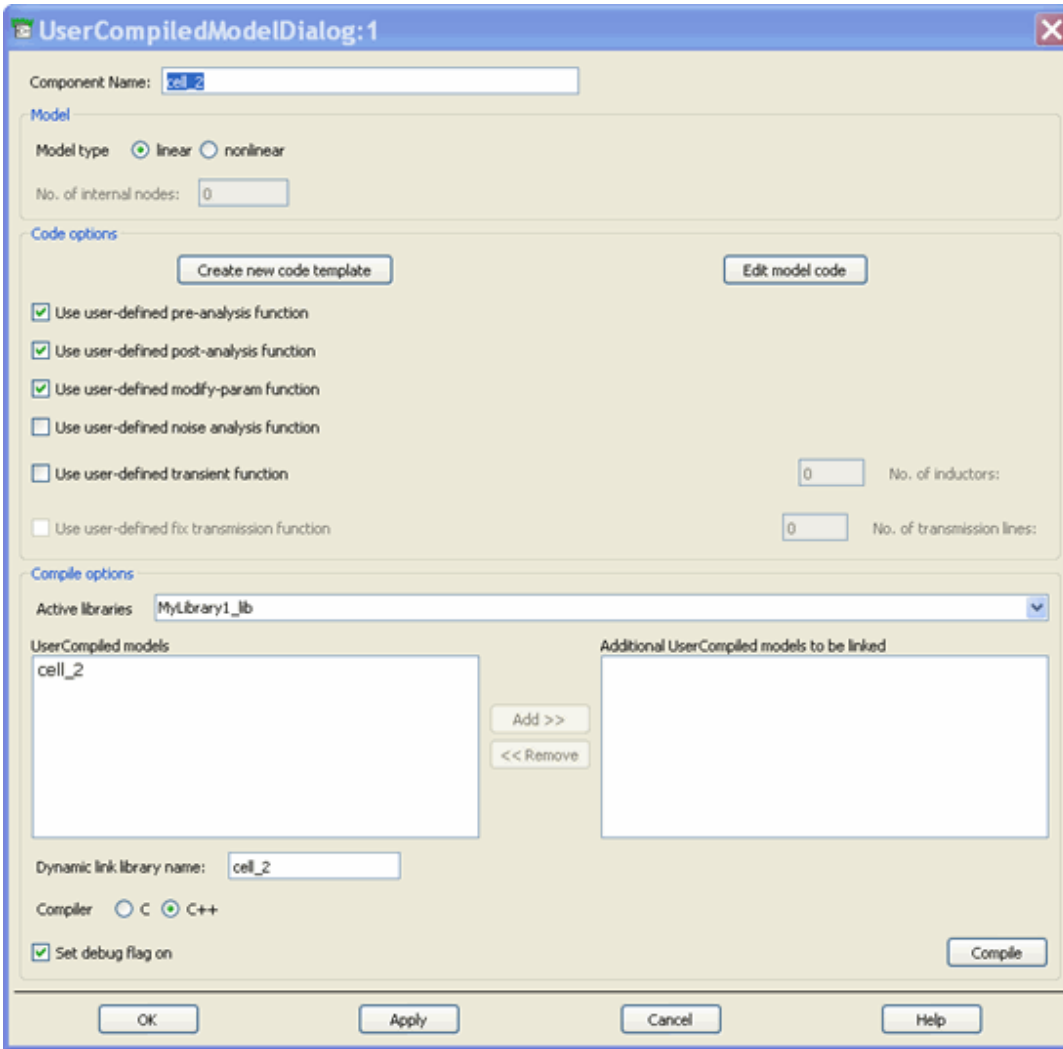 UserCompiledModelDialog:1
Component Name: cell_2
Model
Model type linear nonlinear
No. of internal nodes: 0
Code options
Create new code template Edit model code
Use user-defined pre-analysis function
Use user-defined post-analysis function
Use user-defined modify-param function
Use user-defined noise analysis function
Use user-defined transient function 0 No. of inductors:
Use user-defined fix transmission function 0 No. of transmission lines:
Compile options
Active libraries MyLibrary1_lib
UserCompiled models Additional UserCompiled models to be linked
cell_2
Add >>
<< Remove
Dynamic link library name: cell_2
Compiler C C++
Set debug flag on Compile
OK Apply Cancel Help